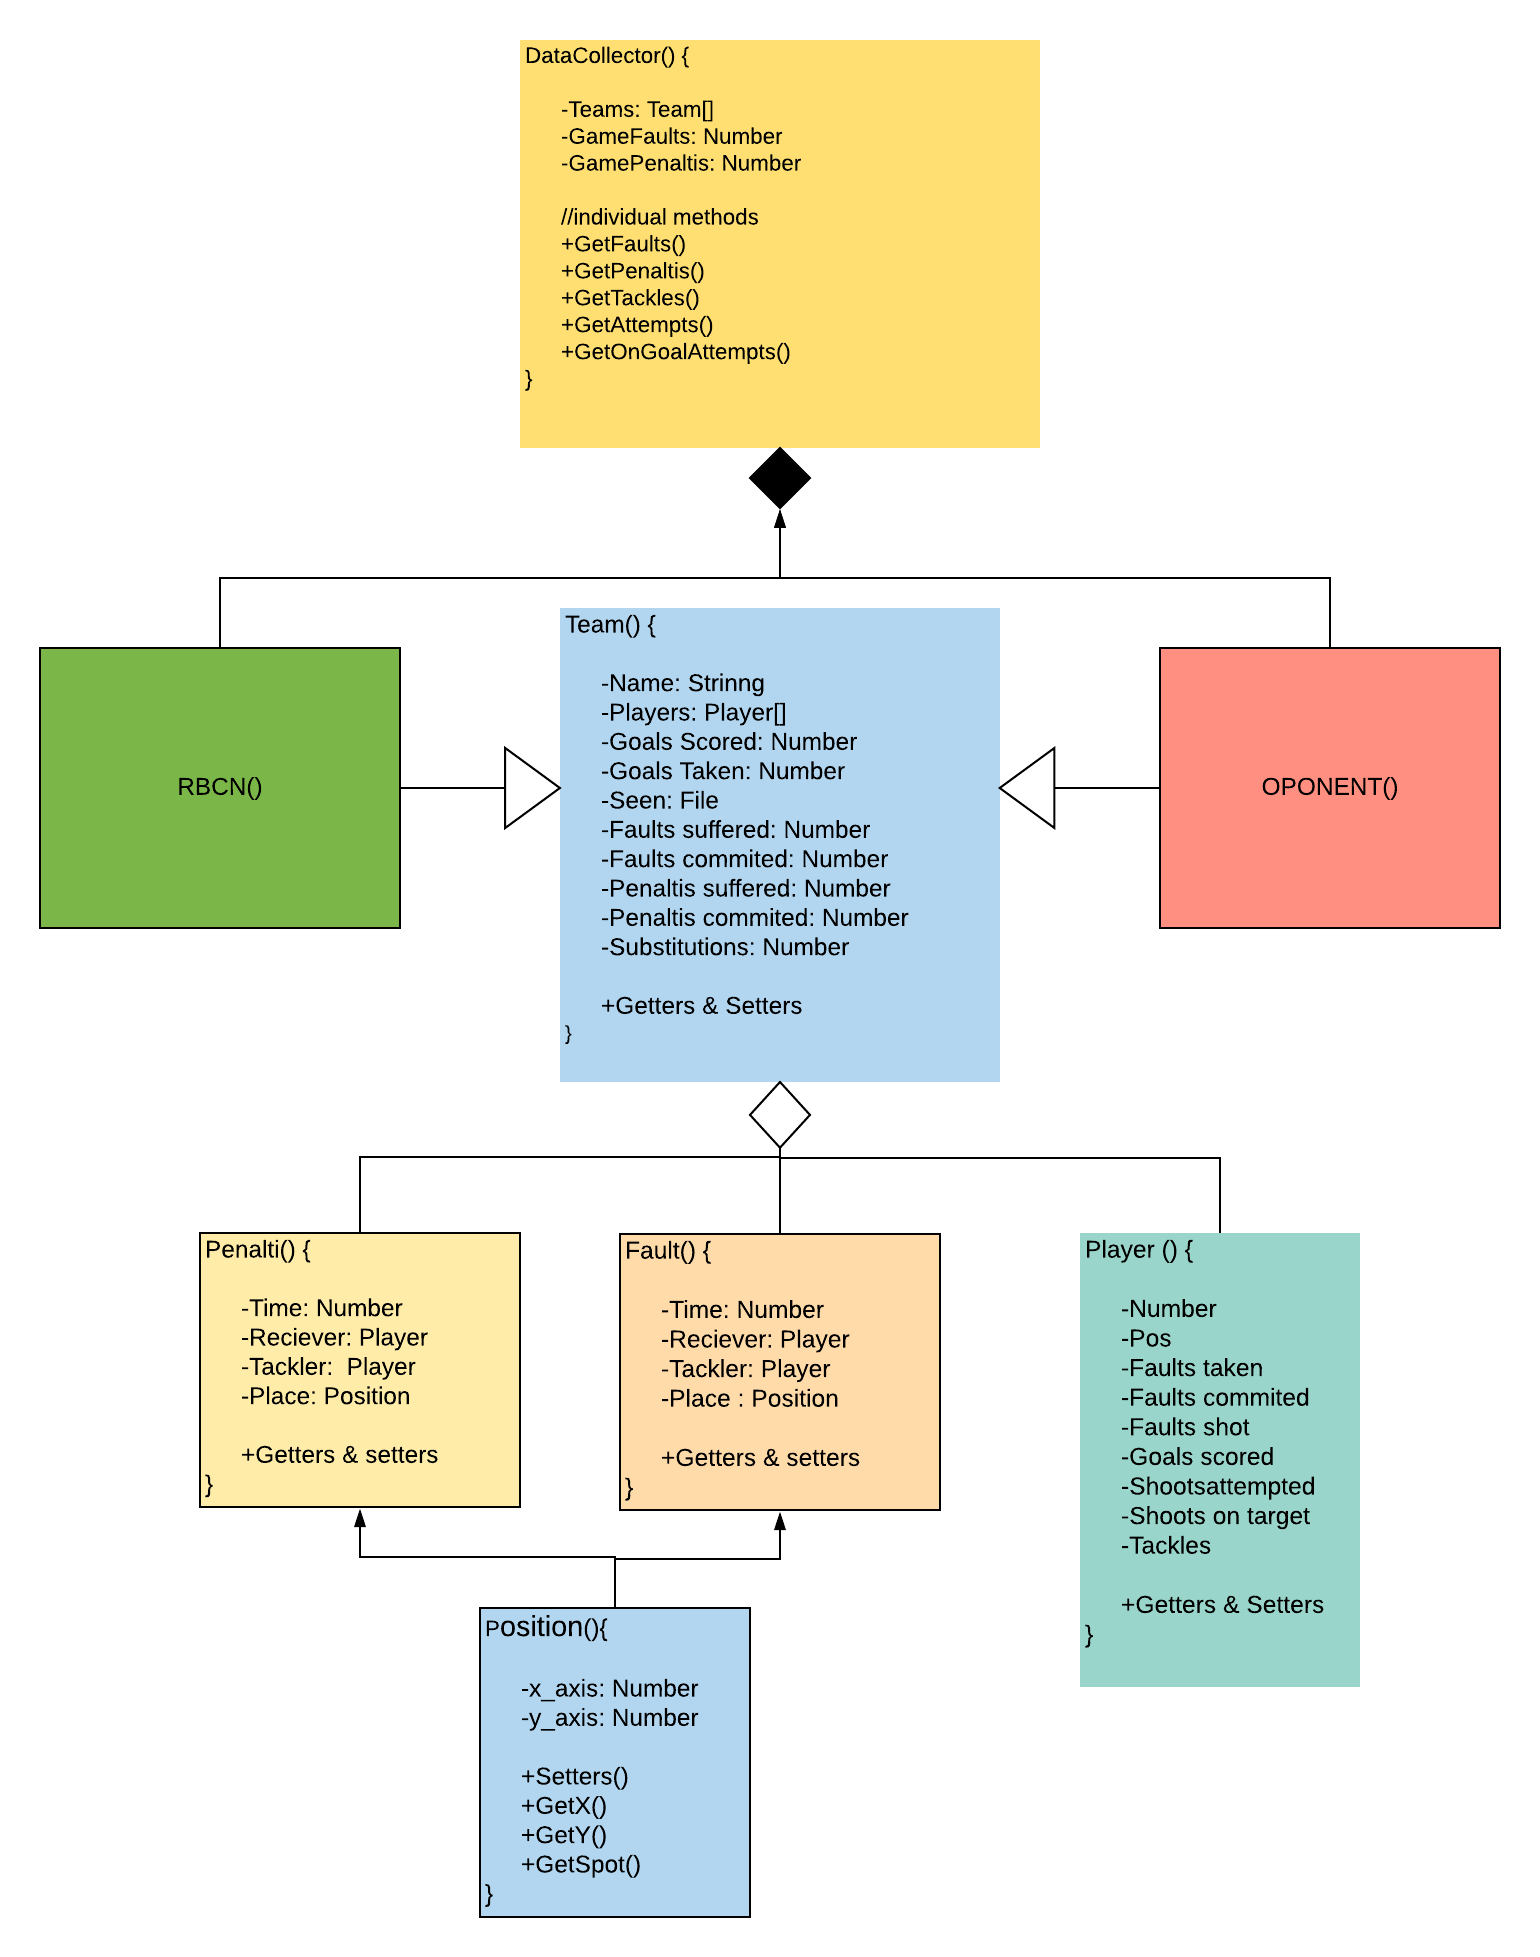 DataCollector() {
-Teams: Team[]
-GameFaults: Number
-GamePenaltis: Number
//individual methods
+GetFaults()
+GetPenaltis()
+GetTackles()
+GetAttempts()
+GetOnGoalAttempts()
}
RBCN()
Team() {
-Name: Strinng
-Players: Player[]
-Goals Scored: Number
-Goals Taken: Number
-Seen: File
-Faults suffered: Number
-Faults commited: Number
-Penaltis suffered: Number
-Penaltis commited: Number
-Substitutions: Number
+Getters & Setters
}
OPONENT()
Penalti() {
-Time: Number
-Reciever: Player
-Tackler:  Player
-Place: Position
+Getters & setters
}
Fault() {
-Time: Number
-Reciever: Player
-Tackler: Player
-Place : Position
+Getters & setters
}
Player () {
-Number
-Pos
-Faults taken
-Faults commited
-Faults shot
-Goals scored
-Shootsattempted
-Shoots on target
-Tackles
+Getters & Setters
}
Position(){
-x_axis: Number
-y_axis: Number
+Setters()
+GetX()
+GetY()
+GetSpot()
}